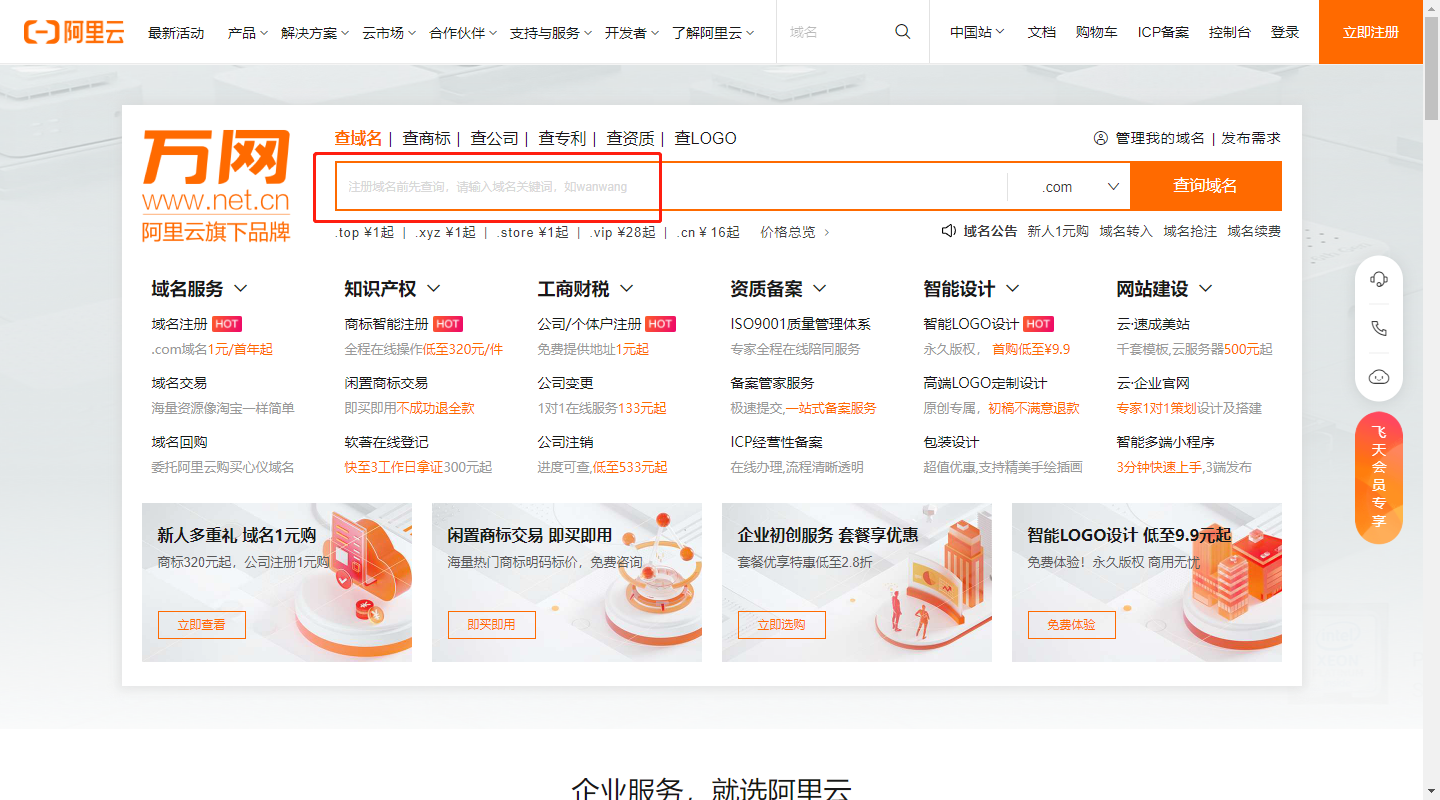 阿里云 最新活动 产品 解决方案 云市场 合作伙伴 支持与服务 开发者 了解阿里云 域名 中国站 文档 购物车 ICP备案 控制台 登录 立即注册
万网
www.net.cn
阿里云旗下品牌
查域名 | 查商标 | 查公司 | 查专利 | 查资质 | 查LOGO 管理我的域名 | 发布需求
注册域名前先查询，请输入域名关键词，如wanwang .com 查询域名
.top ¥1起 | .xyz ¥1起 | .store ¥1起 | .vip ¥28起 | .cn ¥ 16起 价格总览 域名公告 新人1元购 域名转入 域名抢注 域名续费
域名服务 知识产权 工商财税 资质备案 智能设计 网站建设
域名注册 HOT 商标智能注册 HOT 公司/个体户注册 HOT ISO9001质量管理体系 智能LOGO设计 HOT 云·速成美站
.com域名1元/首年起 全程在线操作低至320元/件 免费提供地址1元起 专家全程在线陪同服务 永久版权， 首购低至¥9.9 千套模板,云服务器500元起
域名交易 闲置商标交易 公司变更 备案管家服务 高端LOGO定制设计 云·企业官网
海量资源像淘宝一样简单 即买即用不成功退全款 1对1在线服务133元起 极速提交,一站式备案服务 原创专属，初稿不满意退款 专家1对1策划设计及搭建
域名回购 软著在线登记 公司注销 ICP经营性备案 包装设计 智能多端小程序
委托阿里云购买心仪域名 快至3工作日拿证300元起 进度可查,低至533元起 在线办理,流程清晰透明 超值优惠,支持精美手绘插画 3分钟快速上手,3端发布
新人多重礼 域名1元购 闲置商标交易 即买即用 企业初创服务 套餐享优惠 智能LOGO设计 低至9.9元起
商标320元起，公司注册1元购 海量热门商标明码标价，免费咨询 套餐优享特惠低至2.8折 免费体验！永久版权 商用无忧
立即查看 即买即用 立即选购 免费体验
飞天会员专享
企业服务，就选阿里云